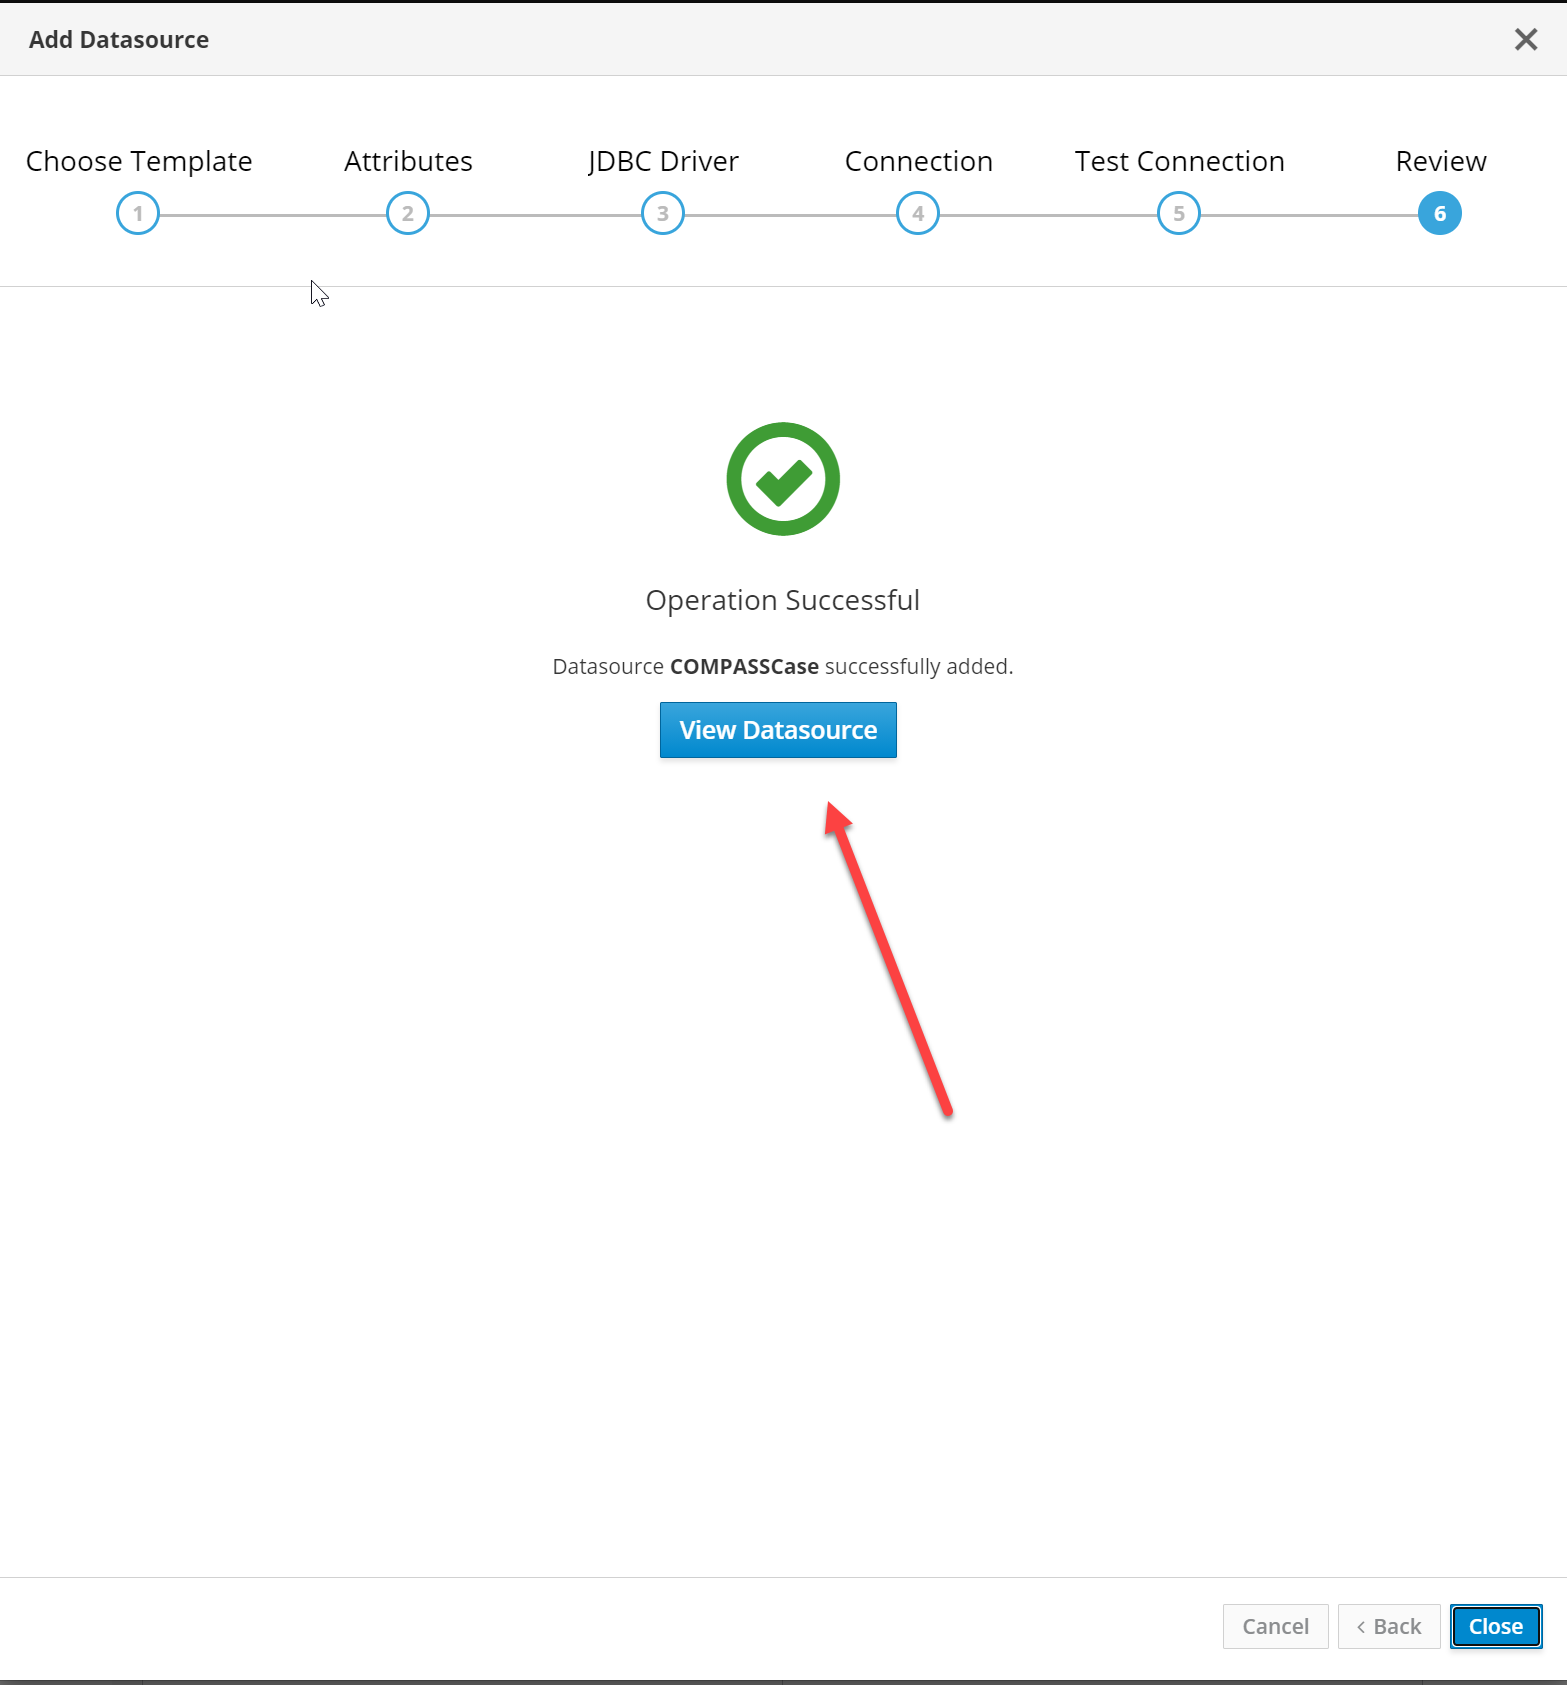 Add Datasource
Choose Template Attributes JDBC Driver Connection Test Connection Review
1 2 3 4 5 6
Operation Successful
Datasource COMPASSCase successfully added.
View Datasource
Cancel < Back Close